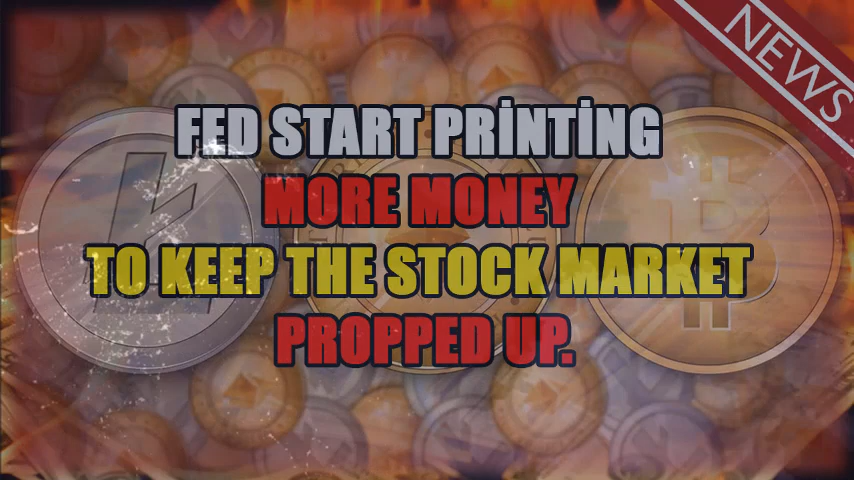 NEWS
FED START PRİNTİNG
MORE MONEY
TO KEEP THE STOCK MARKET
PROPPED UP.